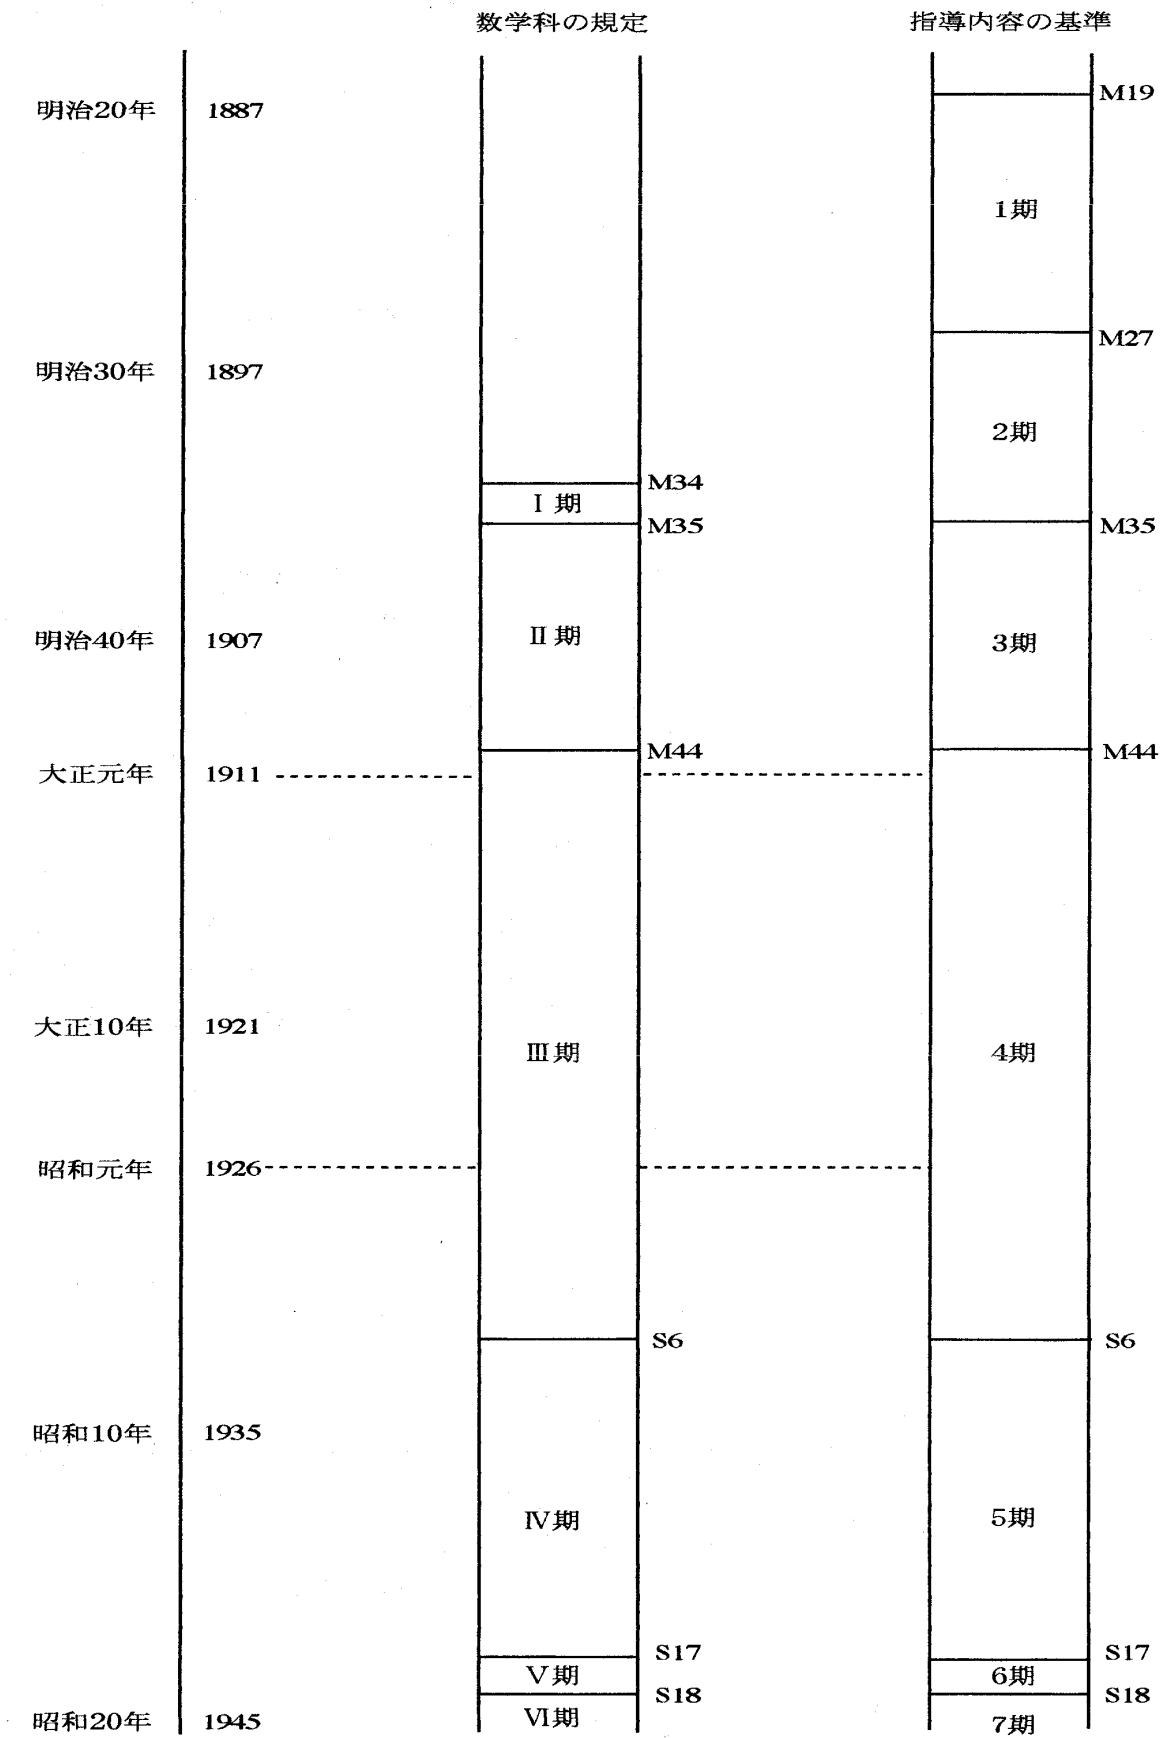 数学科の規定 指導内容の基準
M19
明治20年 1887
1期
M27
明治30年 1897
2期
M34
Ⅰ期
M35 M35
明治40年 1907 Ⅱ期 3期
M44 M44
大正元年 1911
大正10年 1921
Ⅲ期 4期
昭和元年 1926
S6 S6
昭和10年 1935
Ⅳ期 5期
S17 S17
Ⅴ期 6期
S18 S18
昭和20年 1945 Ⅵ期 7期